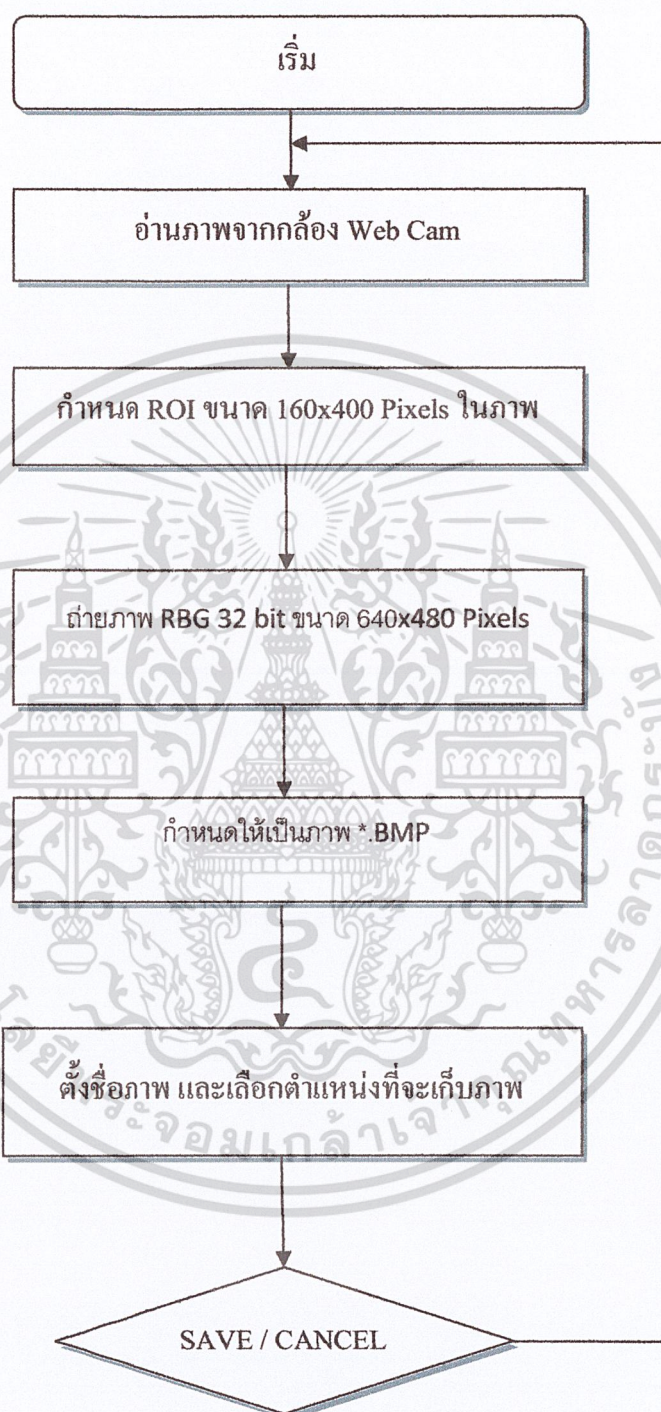 เริ่ม
อ่านภาพจากกล้อง Web Cam
กำหนด ROI ขนาด 160x400 Pixels ในภาพ
ถ่ายภาพ RBG 32 bit ขนาด 640x480 Pixels
กำหนดให้เป็นภาพ *.BMP
ตั้งชื่อภาพ และเลือกตำแหน่งที่จะเก็บภาพ
SAVE / CANCEL